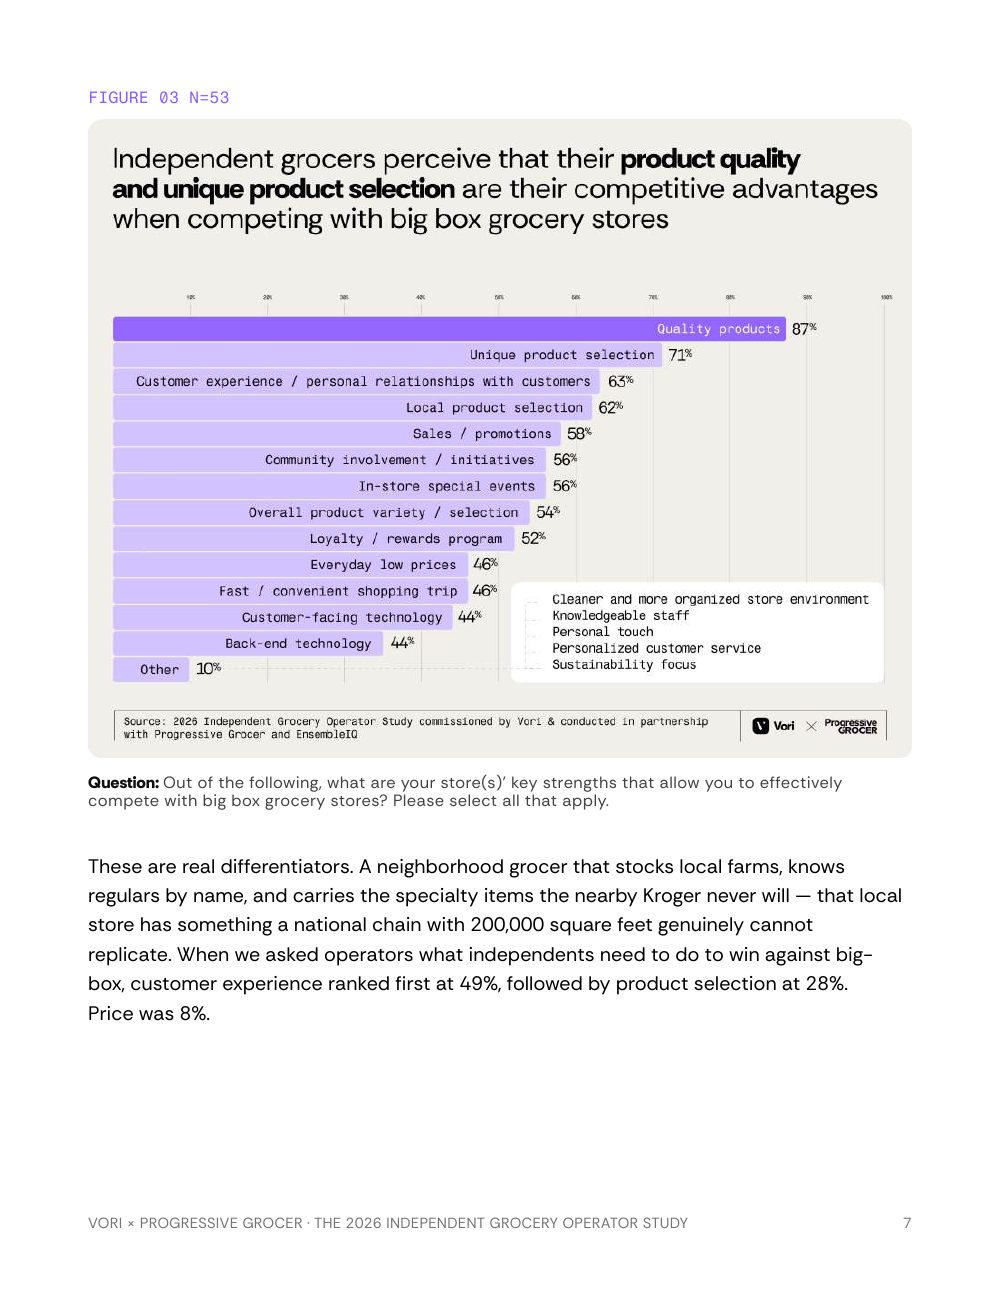 FIGURE 03 N=53
Independent grocers perceive that their product quality
and unique product selection are their competitive advantages
when competing with big box grocery stores
10% 20% 30% 40% 50% 60% 70% 80% 90% 100%
Quality products 87%
Unique product selection 71%
Customer experience / personal relationships with customers 63%
Local product selection 62%
Sales / promotions 58%
Community involvement / initiatives 56%
In-store special events 56%
Overall product variety / selection 54%
Loyalty / rewards program 52%
Everyday low prices 46%
Fast / convenient shopping trip 46%
Customer-facing technology 44%
Back-end technology 44%
Other 10%
Cleaner and more organized store environment
Knowledgeable staff
Personal touch
Personalized customer service
Sustainability focus
Source: 2026 Independent Grocery Operator Study commissioned by Vori & conducted in partnership
with Progressive Grocer and EnsembleIQ
Vori × Progressive GROCER
Question: Out of the following, what are your store(s)’ key strengths that allow you to effectively
compete with big box grocery stores? Please select all that apply.
These are real differentiators. A neighborhood grocer that stocks local farms, knows
regulars by name, and carries the specialty items the nearby Kroger never will — that local
store has something a national chain with 200,000 square feet genuinely cannot
replicate. When we asked operators what independents need to do to win against big-
box, customer experience ranked first at 49%, followed by product selection at 28%.
Price was 8%.
VORI × PROGRESSIVE GROCER · THE 2026 INDEPENDENT GROCERY OPERATOR STUDY 7